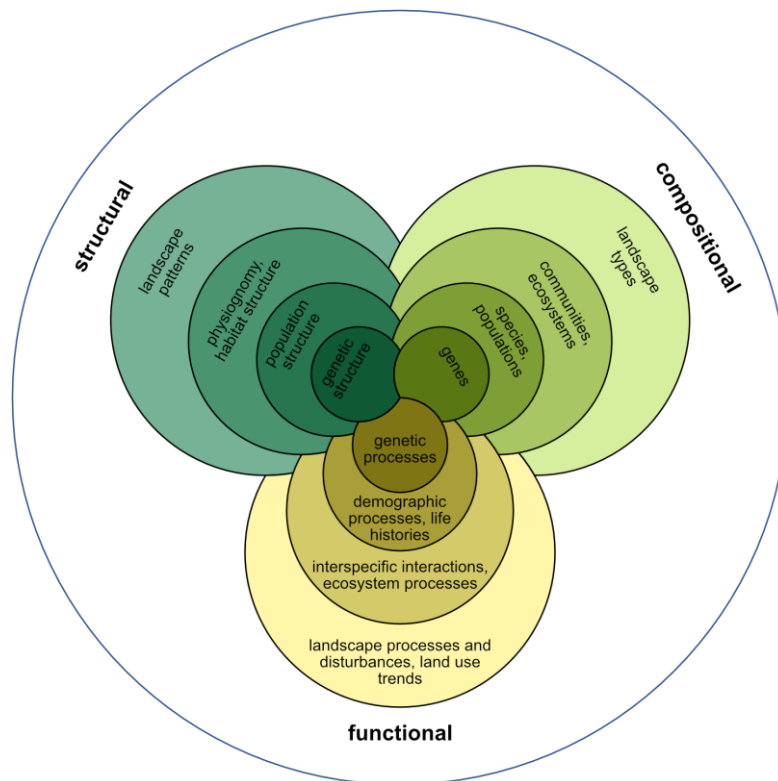 structural
landscape
patterns
physiognomy,
habitat structure
population
structure
genetic
structure
compositional
landscape
types
communities,
ecosystems
species,
populations
genes
genetic
processes
demographic
processes, life
histories
interspecific interactions,
ecosystem processes
landscape processes and
disturbances, land use
trends
functional